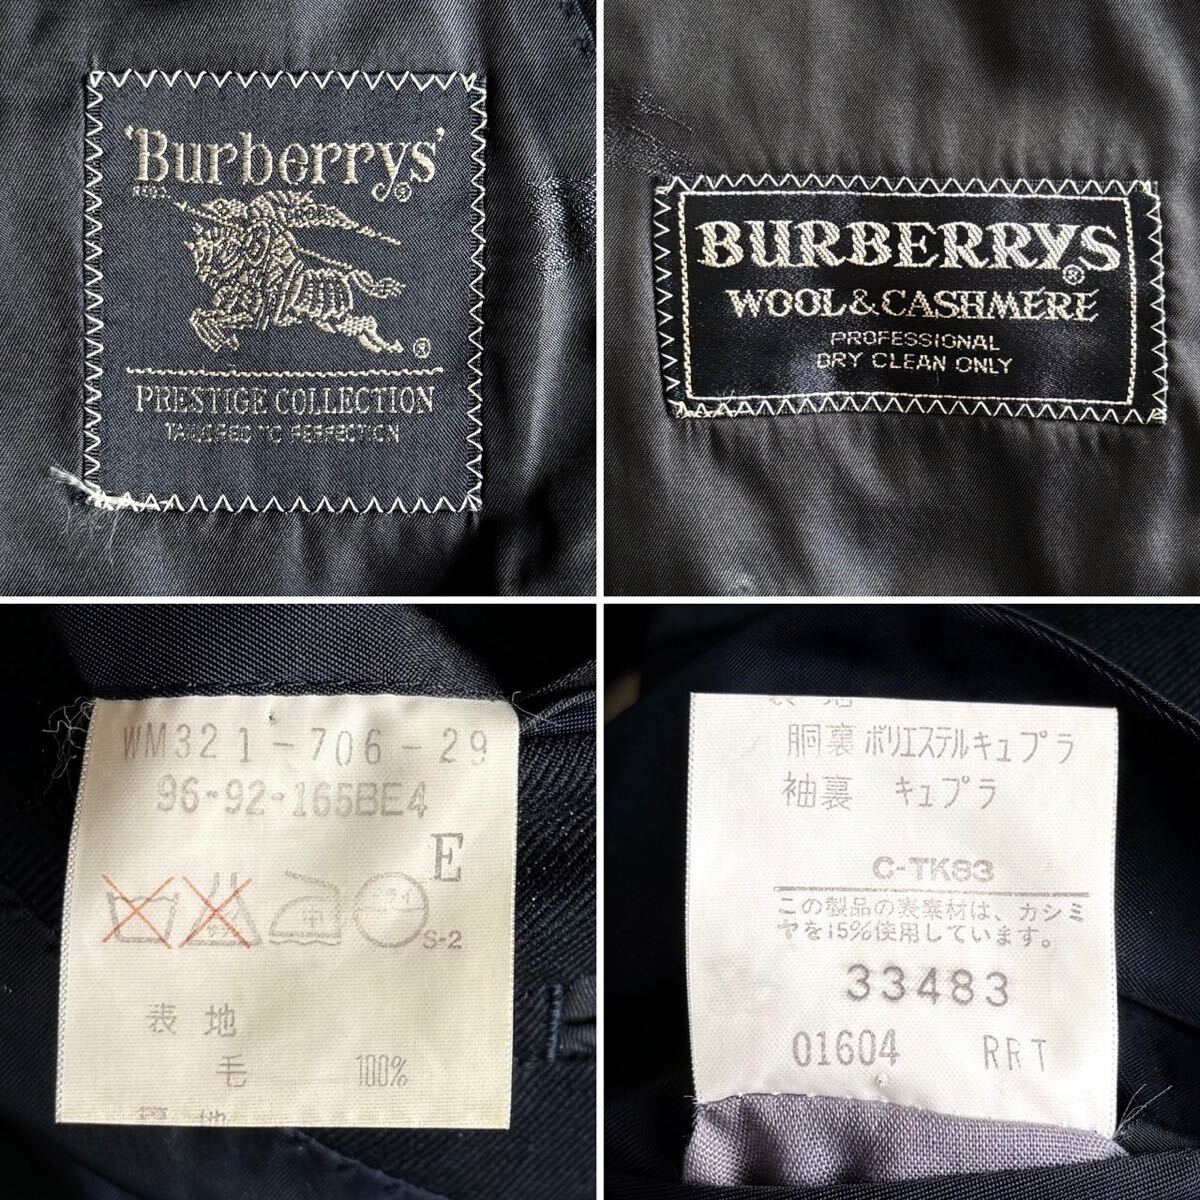 'Burberrys'
®
®
PRESTIGE COLLECTION
TAILORED TO PERFECTION
BURBERRYS
®
WOOL&CASHMERE
PROFESSIONAL
DRY CLEAN ONLY
WM321-706-29
96-92-165BE4
E
ドライ
S-2
表 地
毛 100%
胴裏 ポリエステルキュプラ
袖裏 キュプラ
C-TK83
この製品の表素材は、カシミ
ヤを15%使用しています。
33483
01604 RRT